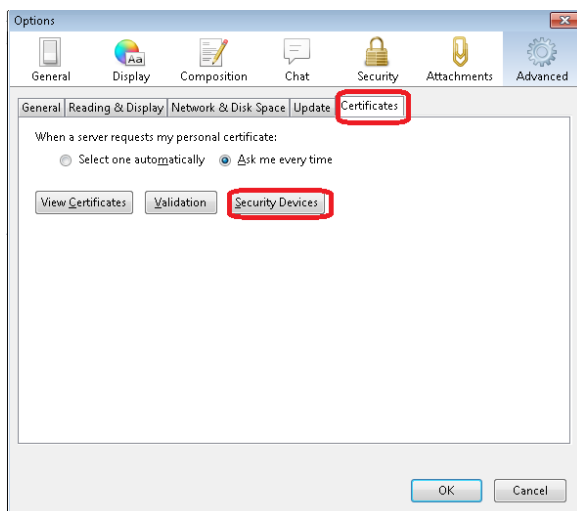 Options
Aa
General Display Composition Chat Security Attachments Advanced
General Reading & Display Network & Disk Space Update Certificates
When a server requests my personal certificate:
Select one automatically Ask me every time
View Certificates Validation Security Devices
OK Cancel